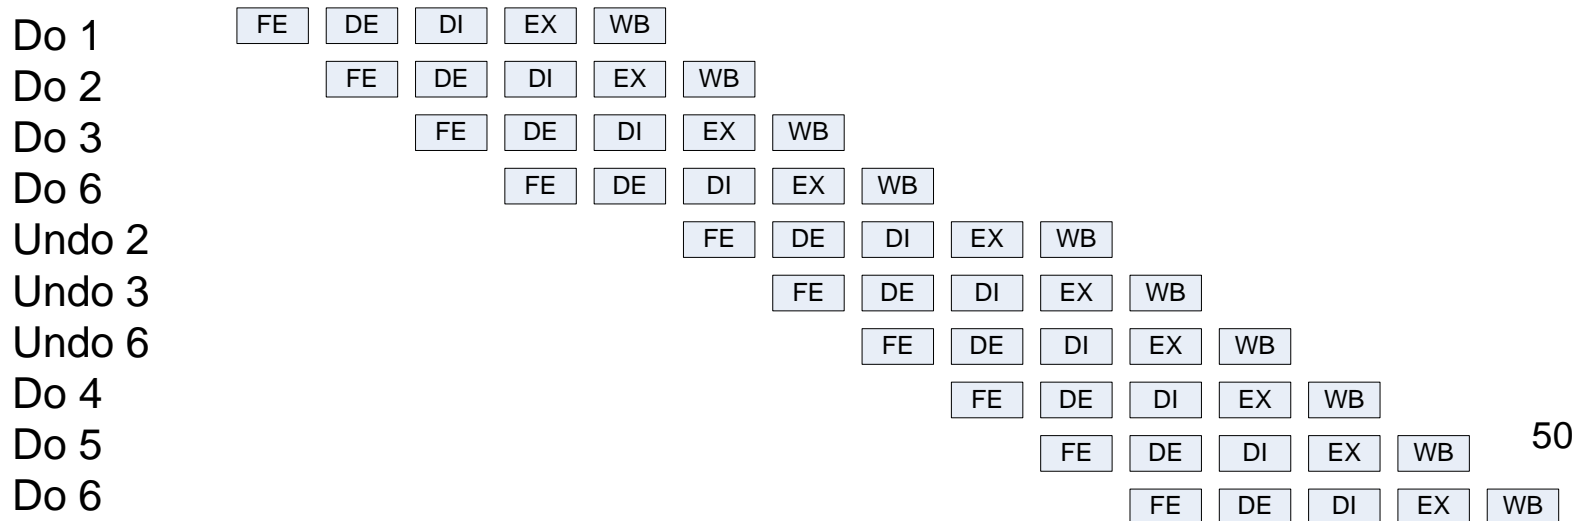 Do 1 FE DE DI EX WB
Do 2 FE DE DI EX WB
Do 3 FE DE DI EX WB
Do 6 FE DE DI EX WB
Undo 2 FE DE DI EX WB
Undo 3 FE DE DI EX WB
Undo 6 FE DE DI EX WB
Do 4 FE DE DI EX WB
Do 5 FE DE DI EX WB 50
Do 6 FE DE DI EX WB